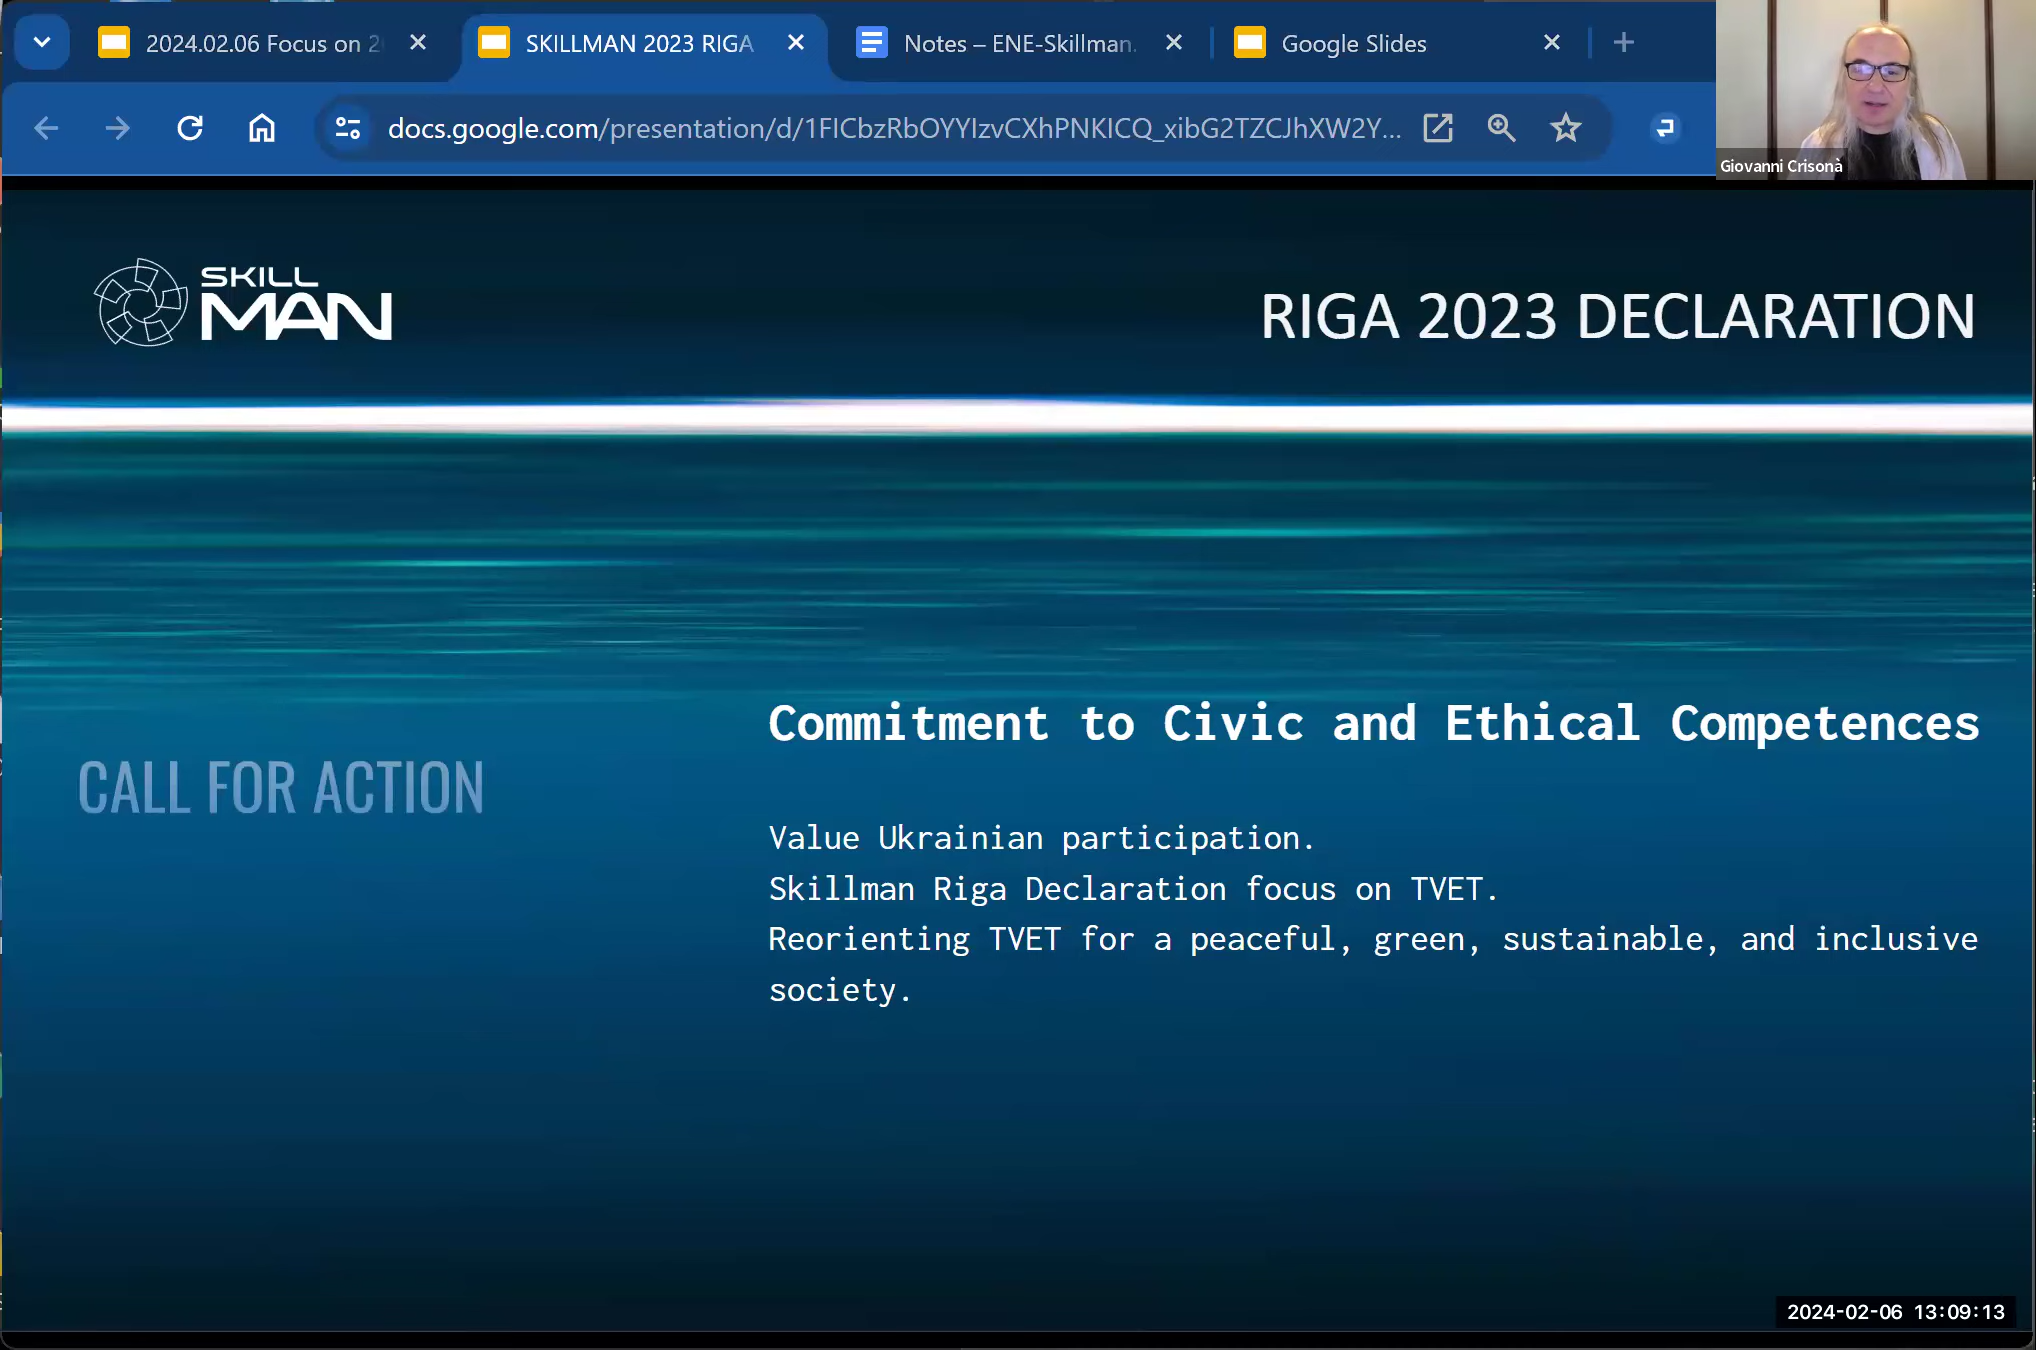 2024.02.06 Focus on 2
SKILLMAN 2023 RIGA
Notes – ENE-Skillman.
Google Slides
docs.google.com/presentation/d/1FICbzRbOYYIzvCXhPNKICQ_xibG2TZCJhXW2Y...
Giovanni Crisonà
SKILL
MAN
RIGA 2023 DECLARATION
CALL FOR ACTION
Commitment to Civic and Ethical Competences
Value Ukrainian participation.
Skillman Riga Declaration focus on TVET.
Reorienting TVET for a peaceful, green, sustainable, and inclusive
society.
2024-02-06 13:09:13